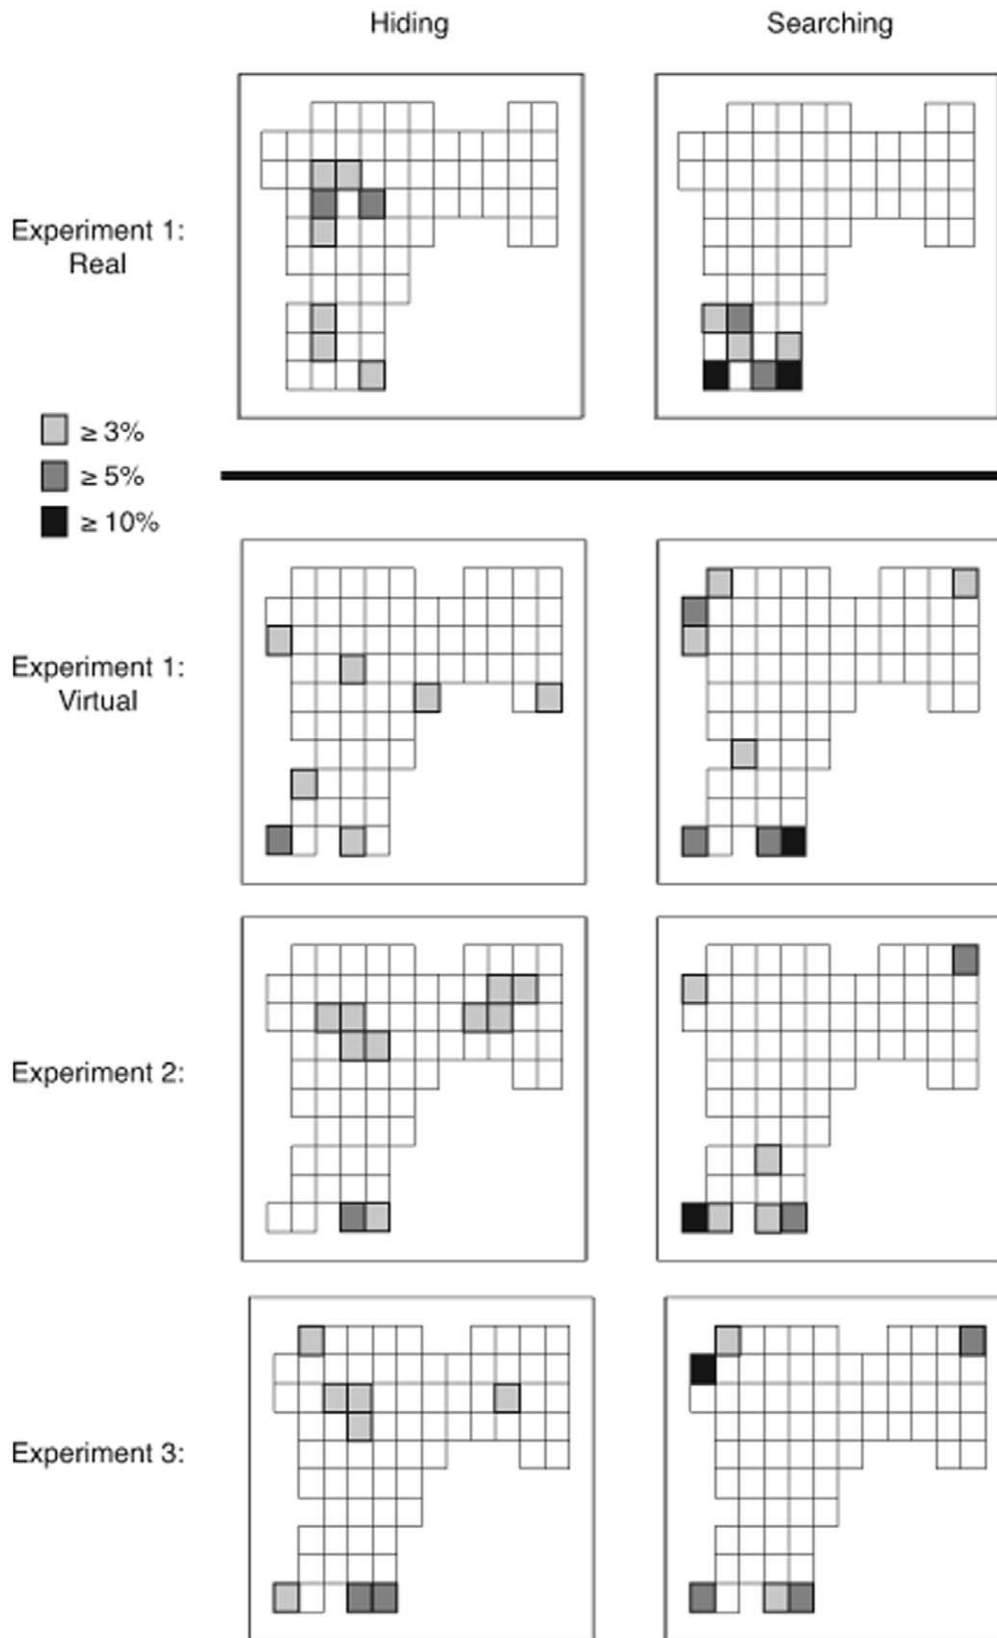 Hiding
Searching
Experiment 1:
Real
≥ 3%
≥ 5%
≥ 10%
Experiment 1:
Virtual
Experiment 2:
Experiment 3: